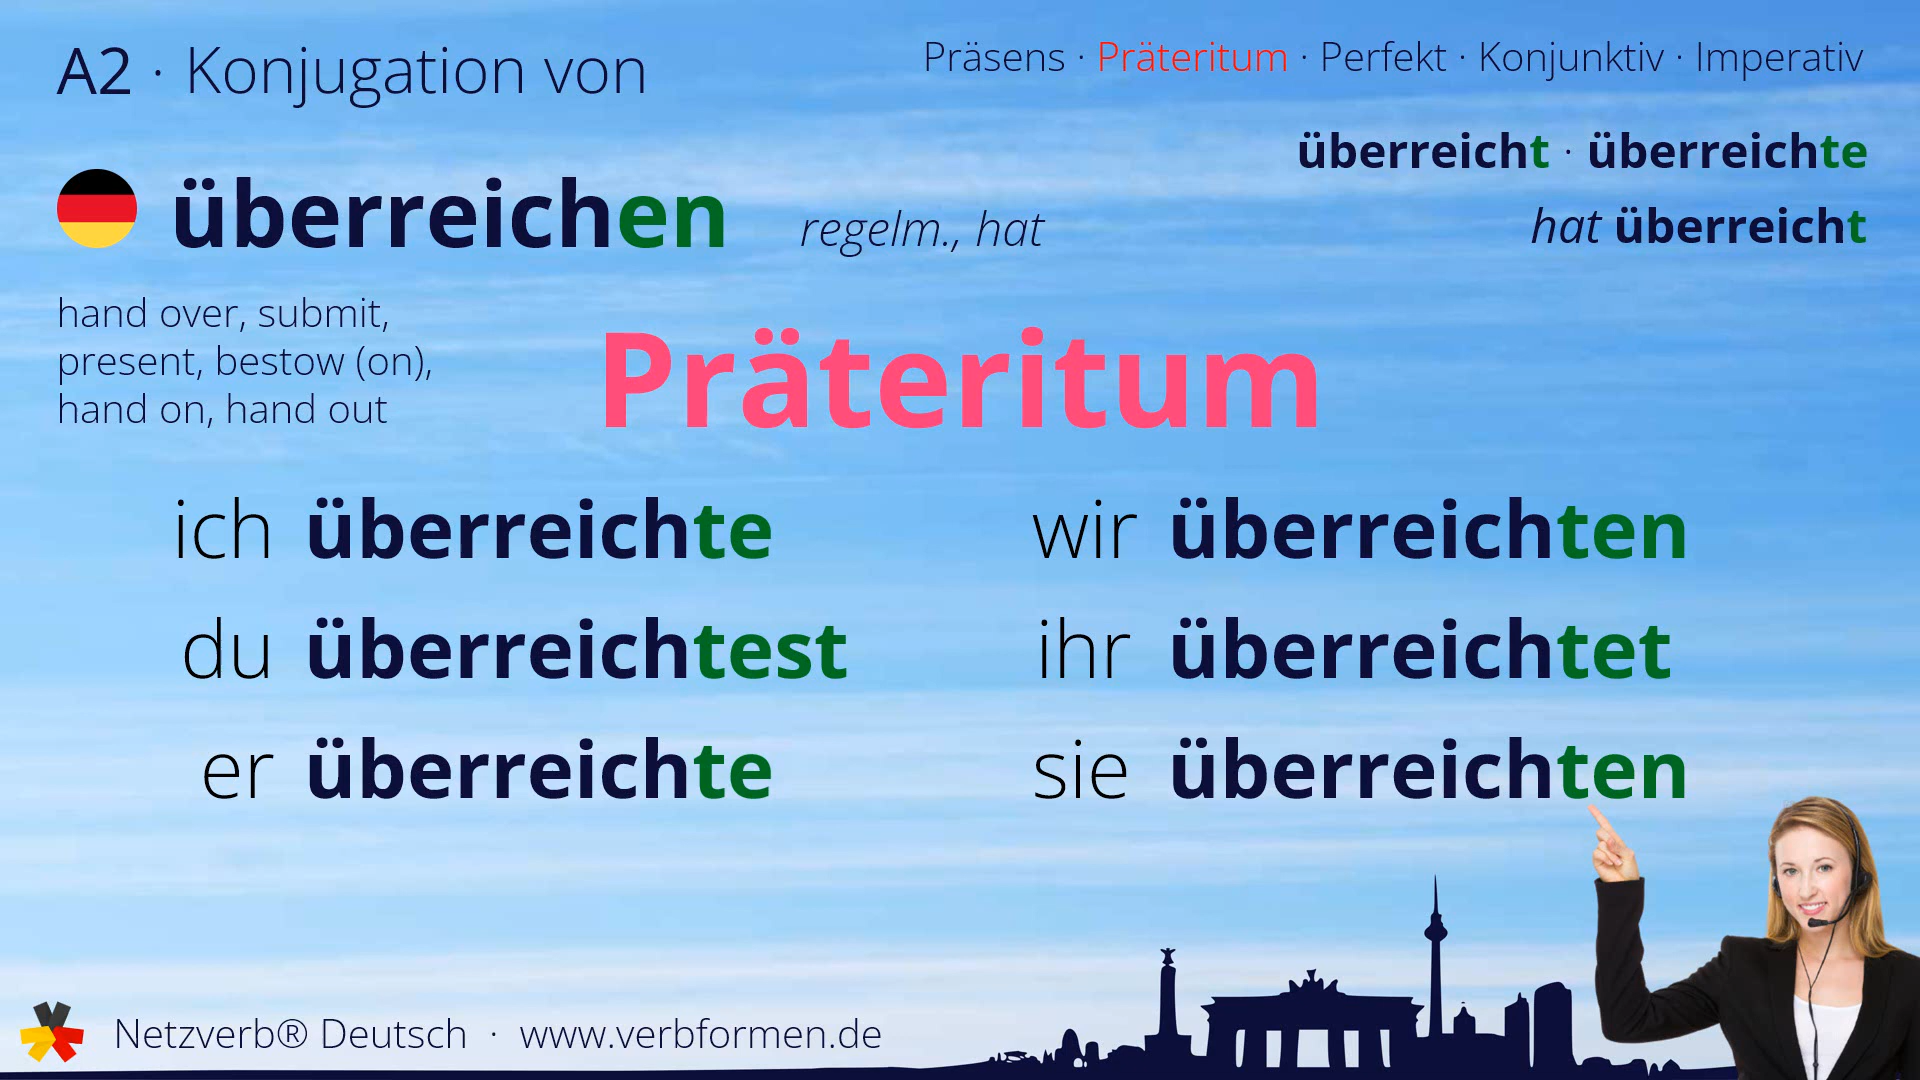 A2 · Konjugation von
Präsens · Präteritum · Perfekt · Konjunktiv · Imperativ
überreichen regelm., hat
überreicht · überreichte
hat überreicht
hand over, submit,
present, bestow (on),
hand on, hand out
Präteritum
ich überreichte
du überreichtest
er überreichte
wir überreichten
ihr überreichtet
sie überreichten
Netzverb® Deutsch · www.verbformen.de